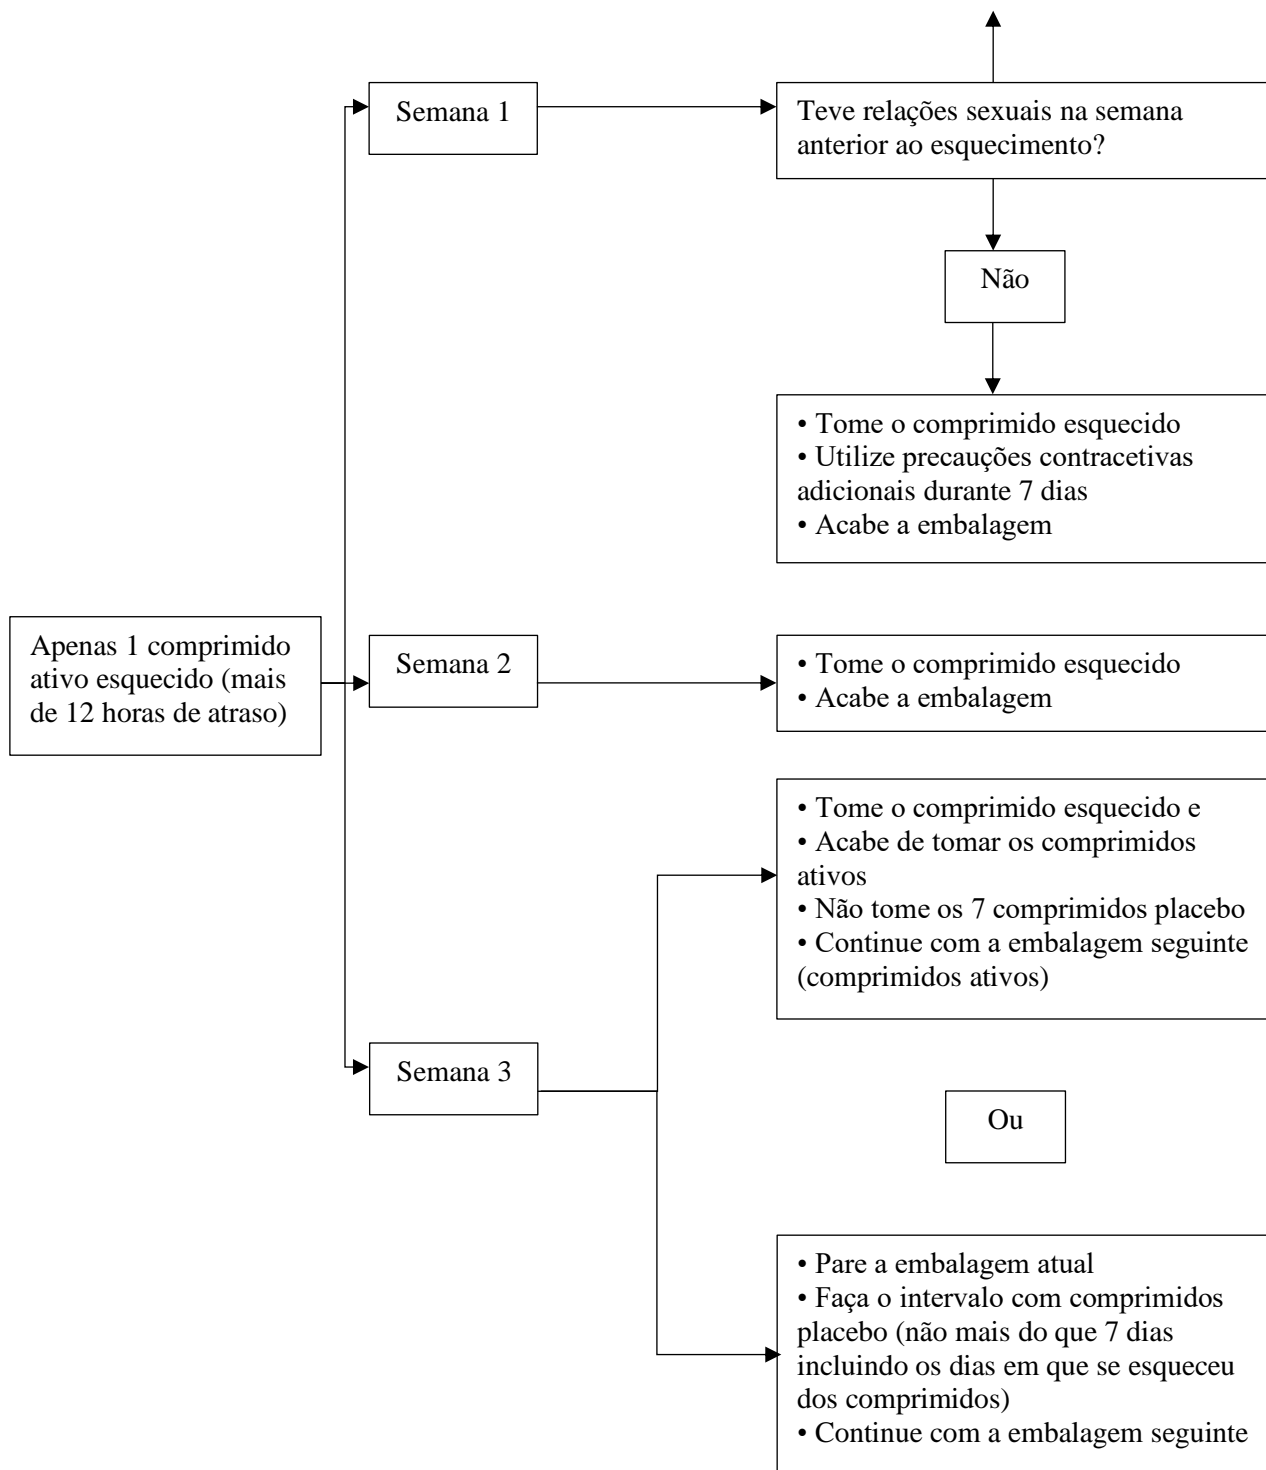 Semana 1
Teve relações sexuais na semana
anterior ao esquecimento?
Não
• Tome o comprimido esquecido
• Utilize precauções contracetivas
adicionais durante 7 dias
• Acabe a embalagem
Apenas 1 comprimido
ativo esquecido (mais
de 12 horas de atraso)
Semana 2
• Tome o comprimido esquecido
• Acabe a embalagem
• Tome o comprimido esquecido e
• Acabe de tomar os comprimidos
ativos
• Não tome os 7 comprimidos placebo
• Continue com a embalagem seguinte
(comprimidos ativos)
Semana 3
Ou
• Pare a embalagem atual
• Faça o intervalo com comprimidos
placebo (não mais do que 7 dias
incluindo os dias em que se esqueceu
dos comprimidos)
• Continue com a embalagem seguinte